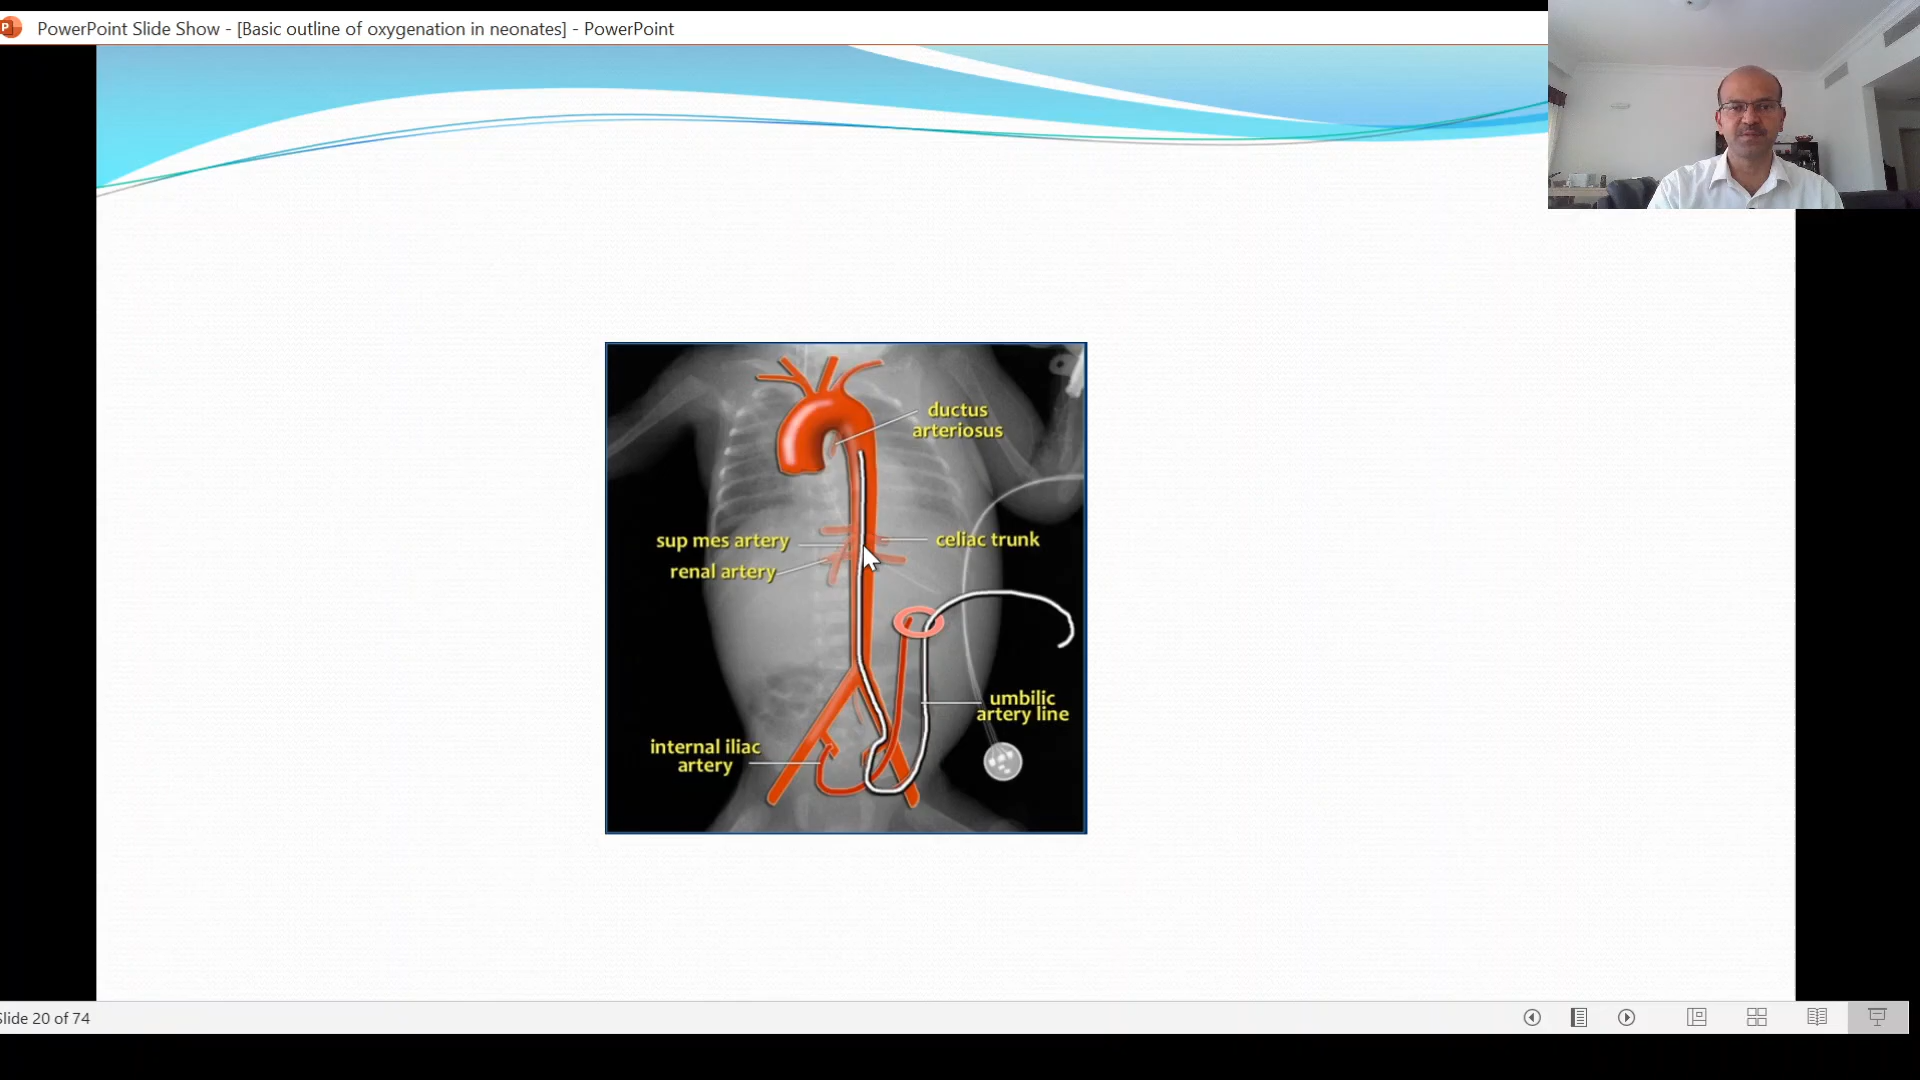 PowerPoint Slide Show - [Basic outline of oxygenation in neonates] - PowerPoint
ductus
arteriosus
sup mes artery
celiac trunk
renal artery
umbilic
artery line
internal iliac
artery
Slide 20 of 74